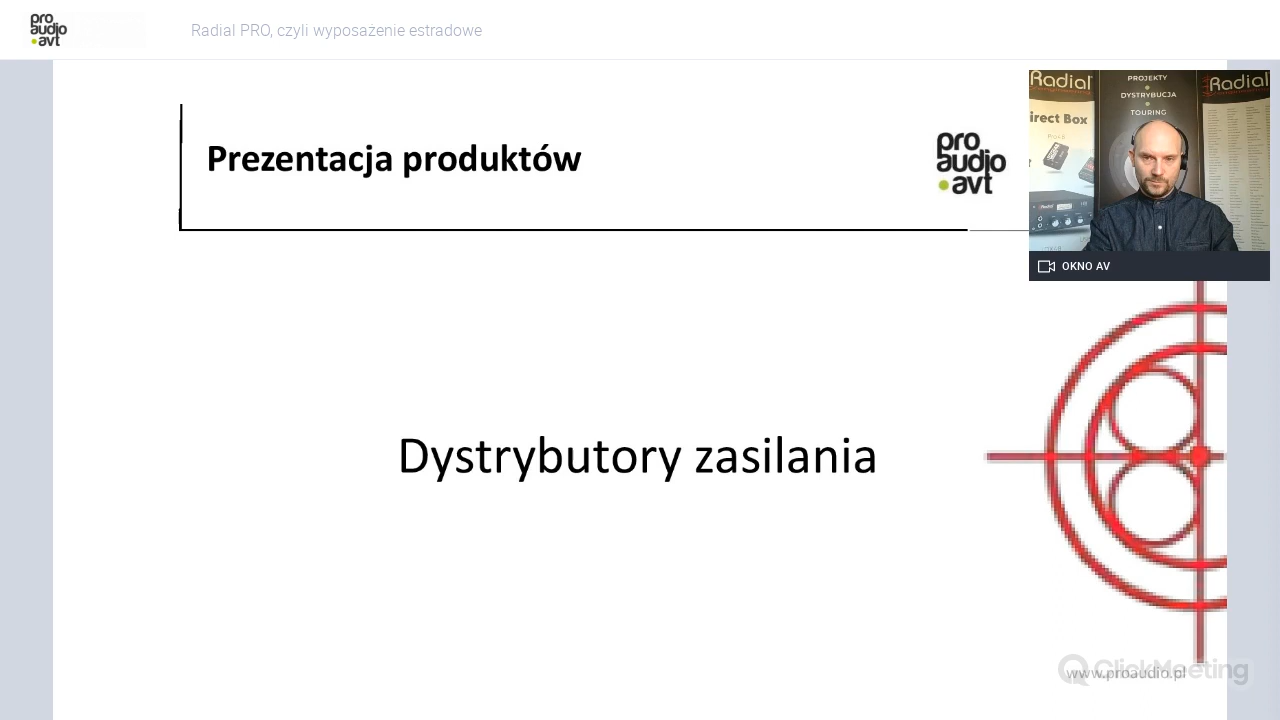 pro
audio
avt
Radial PRO, czyli wyposażenie estradowe
Prezentacja produktów
pro
audio
avt
Radial
PROJEKTY
DYSTRYBUCJA
TOURING
Radial
irect Box
OKNO AV
Dystrybutory zasilania
ClickMeeting
www.proaudio.pl